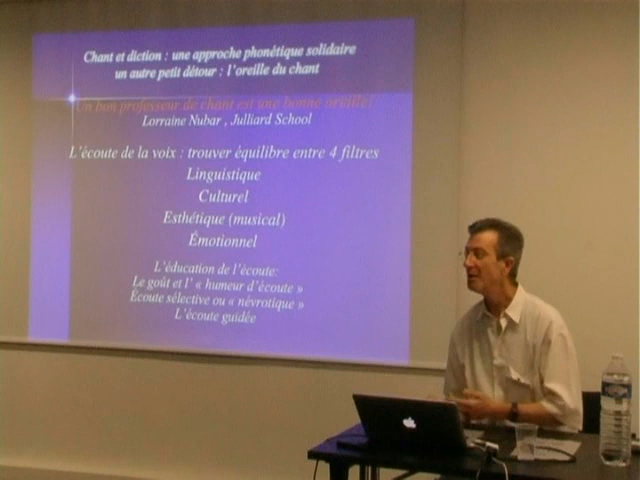 Chant et diction : une approche phonétique solidaire
un autre petit détour : l'oreille du chant
Un bon professeur de chant est une bonne oreille!
Lorraine Nubar , Julliard School
L'écoute de la voix : trouver équilibre entre 4 filtres
Linguistique
Culturel
Esthétique (musical)
Émotionnel
L'éducation de l'écoute:
Le goût et l' « humeur d'écoute »
Écoute sélective ou « névrotique »
L'écoute guidée